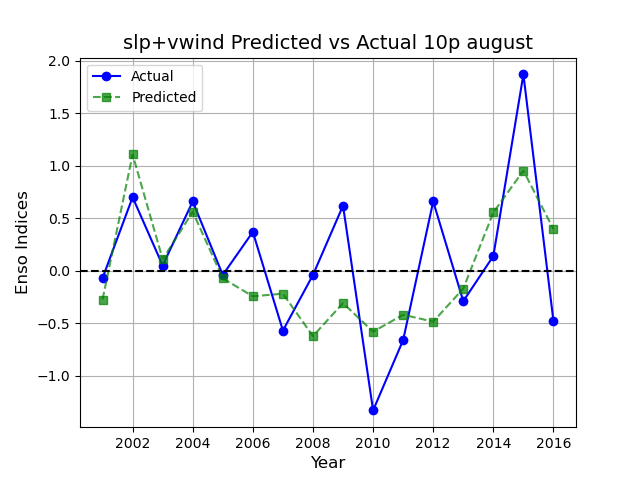 slp+vwind Predicted vs Actual 10p august
Actual
Predicted
2.0
1.5
1.0
0.5
0.0
−0.5
−1.0
Enso Indices
2002 2004 2006 2008 2010 2012 2014 2016
Year